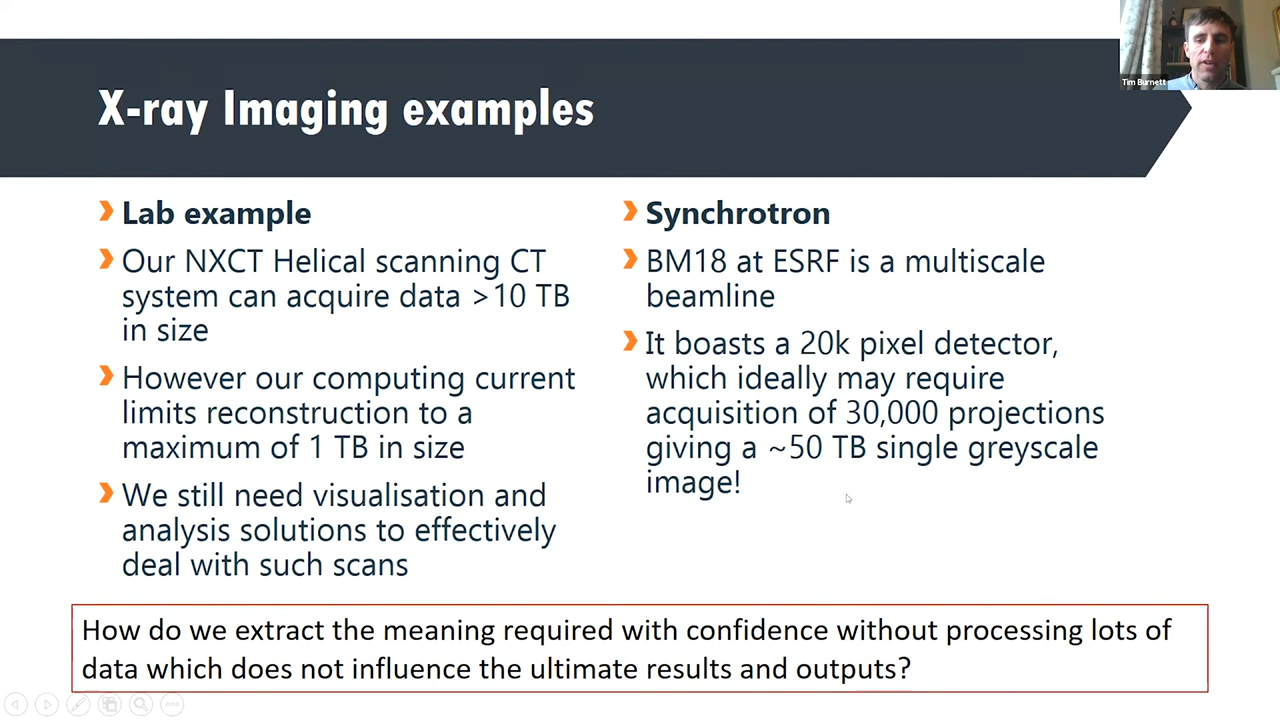 Tim Burnett
X-ray Imaging examples
Lab example
Our NXCT Helical scanning CT
system can acquire data >10 TB
in size
However our computing current
limits reconstruction to a
maximum of 1 TB in size
We still need visualisation and
analysis solutions to effectively
deal with such scans
Synchrotron
BM18 at ESRF is a multiscale
beamline
It boasts a 20k pixel detector,
which ideally may require
acquisition of 30,000 projections
giving a ~50 TB single greyscale
image!
How do we extract the meaning required with confidence without processing lots of
data which does not influence the ultimate results and outputs?